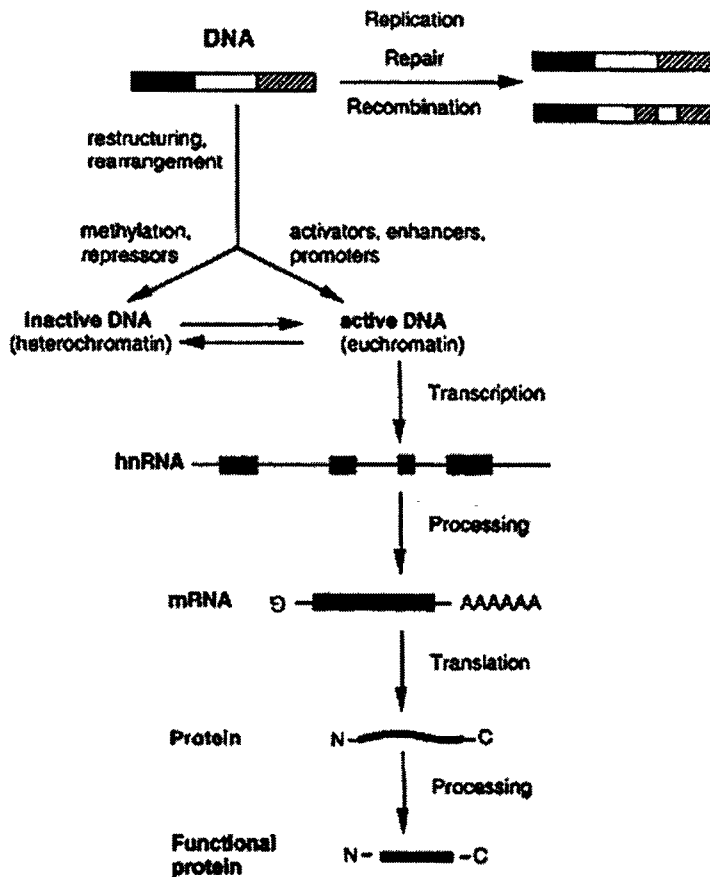 DNA
Replication
Repair
Recombination
restructuring,
rearrangement
methylation,
repressors
activators, enhancers,
promoters
Inactive DNA
(heterochromatin)
active DNA
(euchromatin)
Transcription
hnRNA
Processing
mRNA
G
AAAAAA
Translation
Protein
N
C
Processing
Functional
protein
N
C